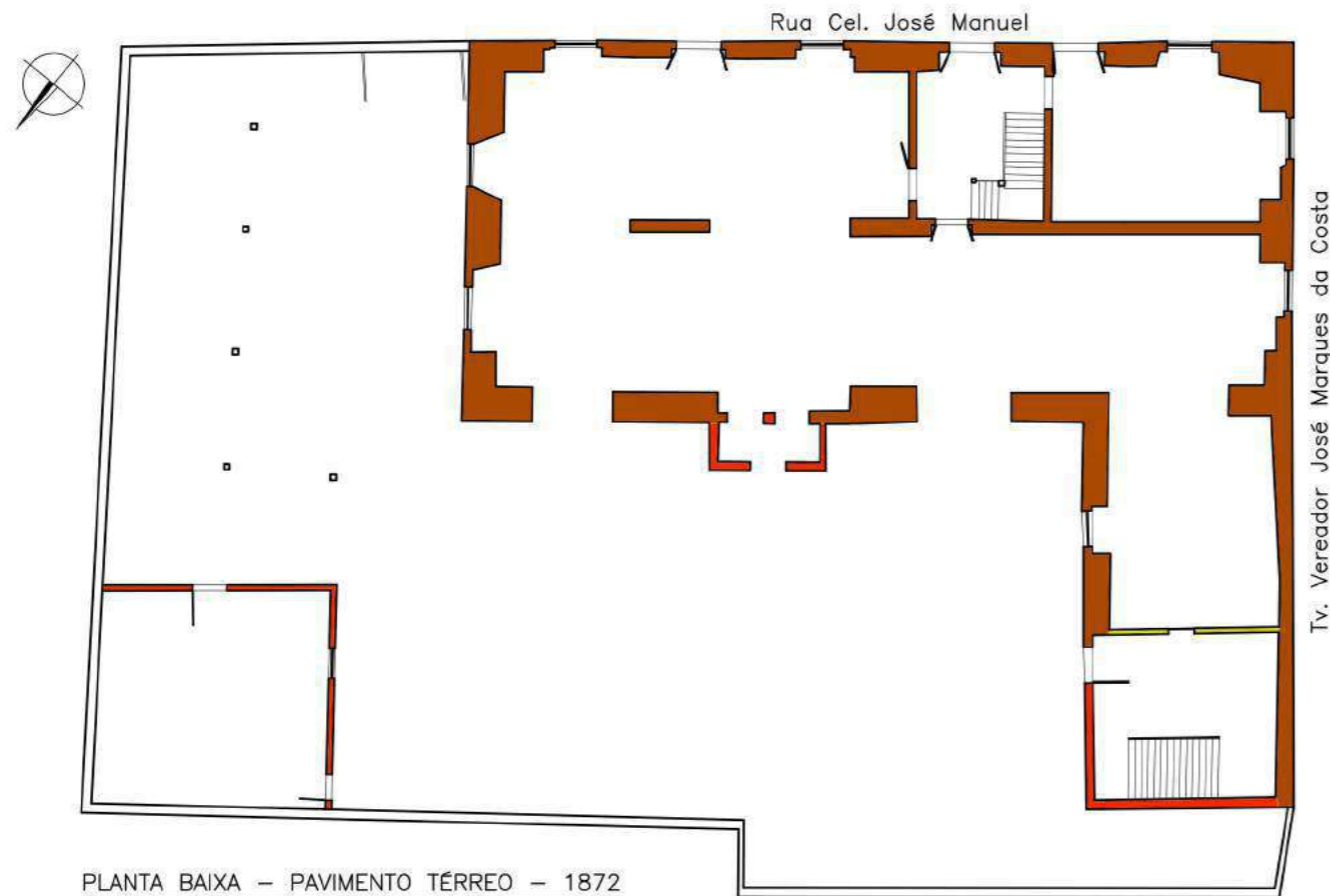 Rua Cel. José Manuel
Tv. Vereador José Marques da Costa
PLANTA BAIXA – PAVIMENTO TÉRREO – 1872